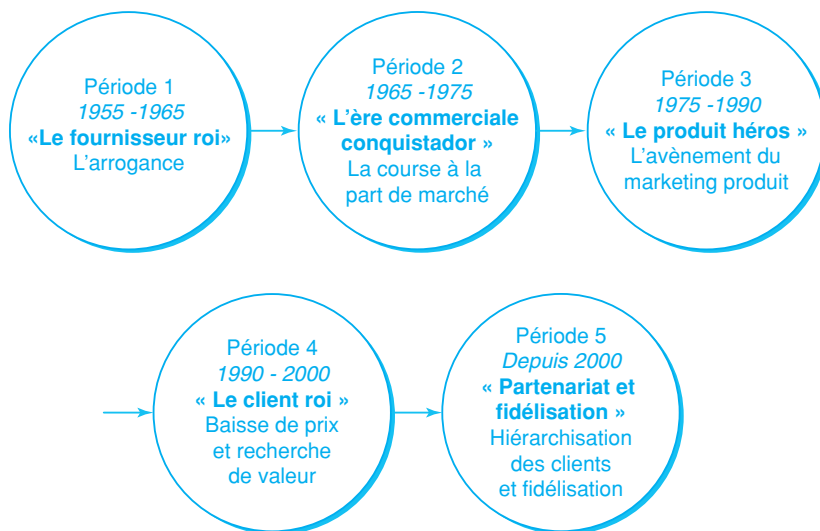 Période 1
1955 -1965
«Le fournisseur roi»
L'arrogance
Période 2
1965 -1975
« L'ère commerciale
conquistador »
La course à la
part de marché
Période 3
1975 -1990
« Le produit héros »
L'avènement du
marketing produit
Période 4
1990 - 2000
« Le client roi »
Baisse de prix
et recherche
de valeur
Période 5
Depuis 2000
« Partenariat et
fidélisation »
Hiérarchisation
des clients
et fidélisation